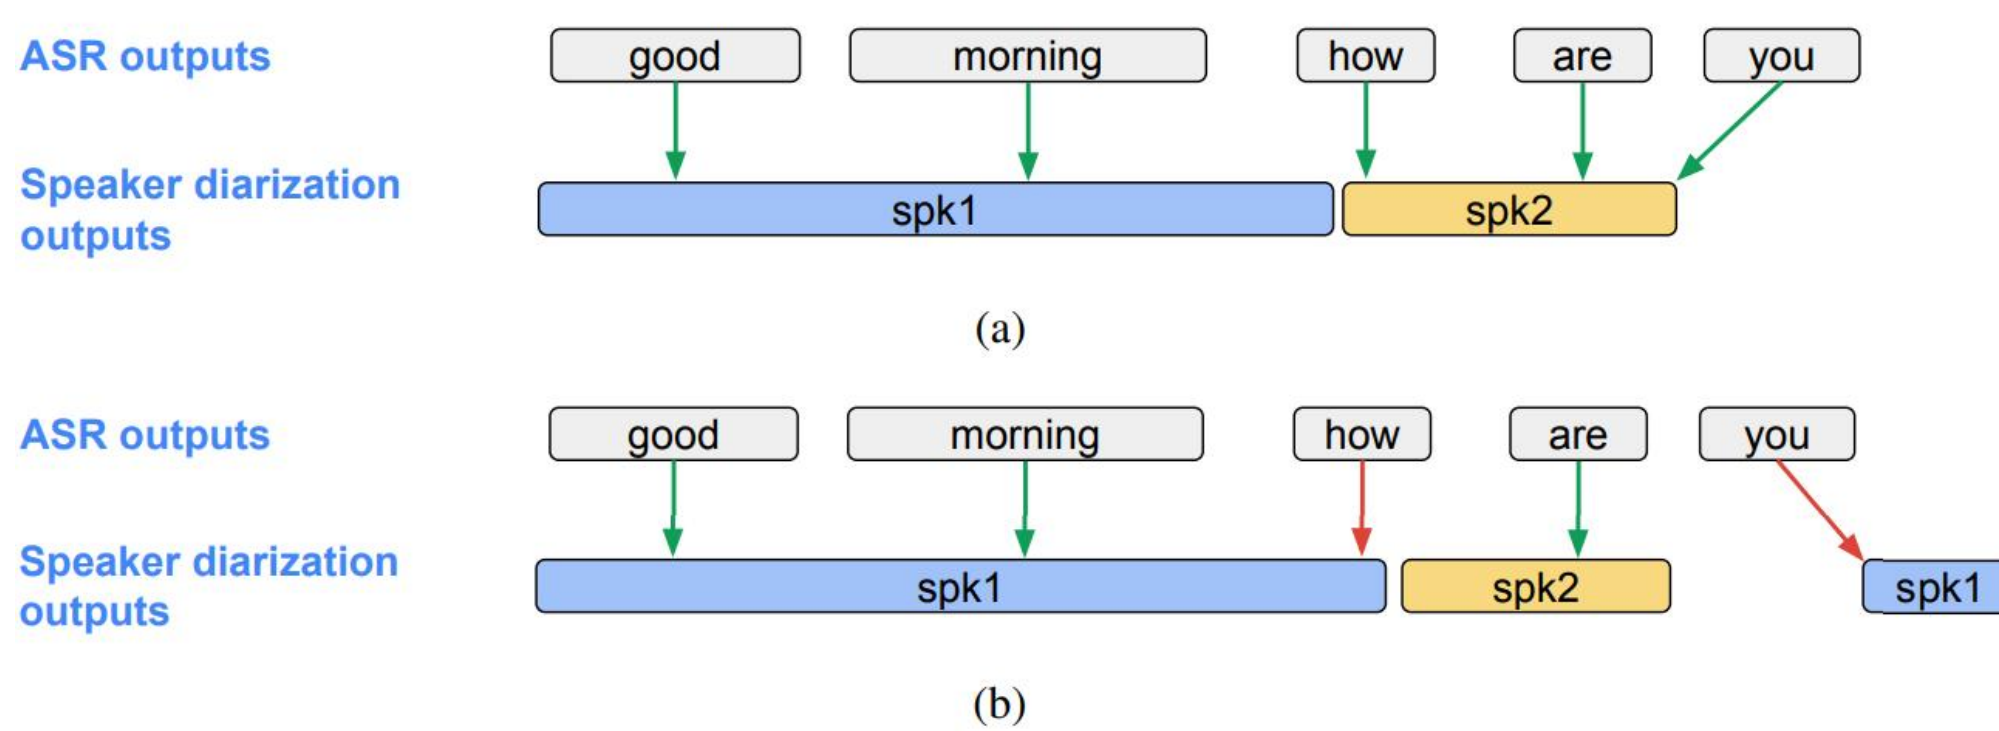 ASR outputs
good morning how are you
Speaker diarization
outputs
spk1 spk2
(a)
ASR outputs
good morning how are you
Speaker diarization
outputs
spk1 spk2 spk1
(b)